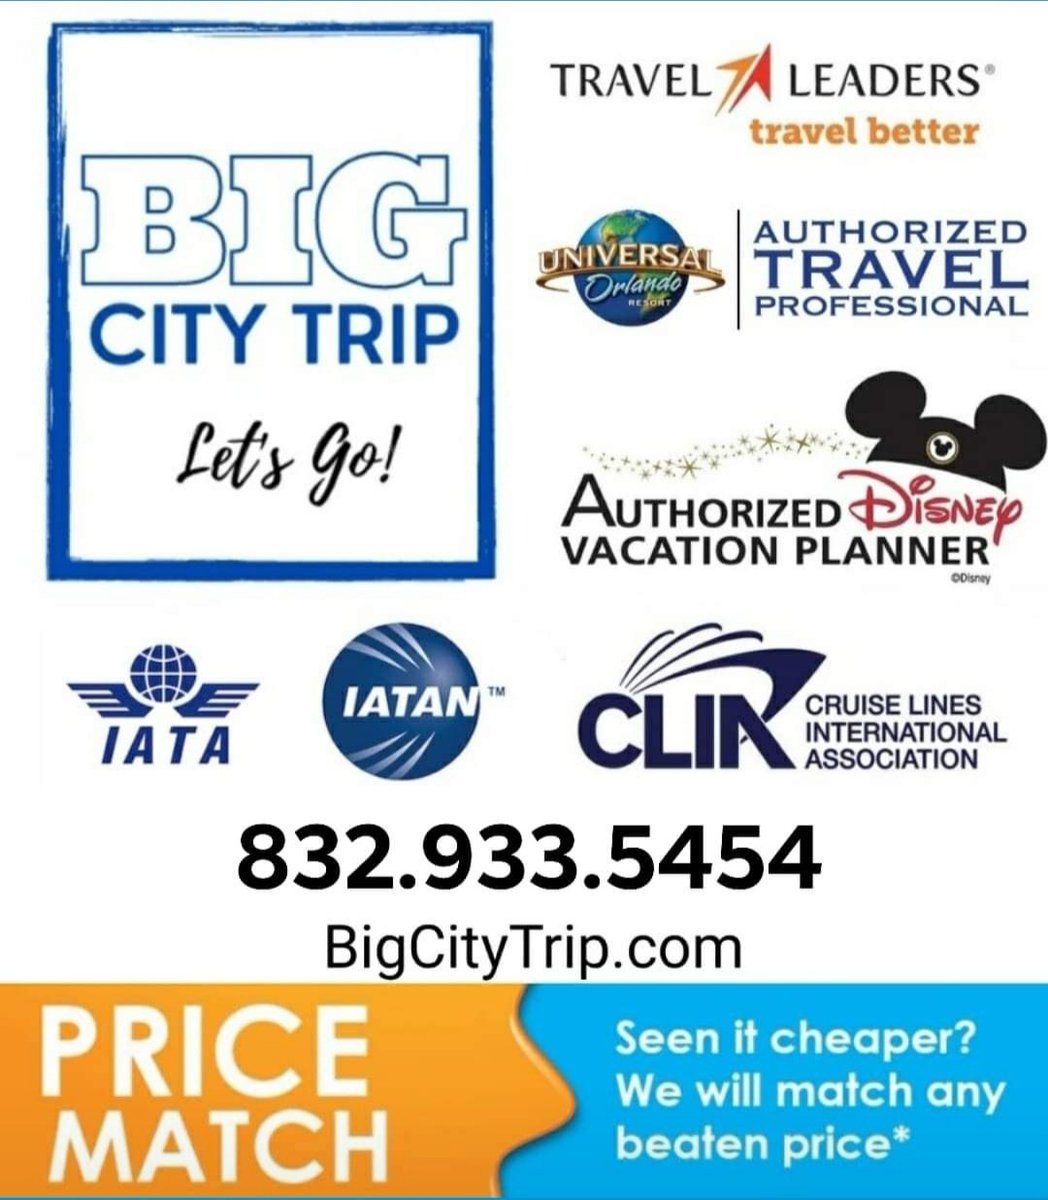 BIG
CITY TRIP
Let's Go!
TRAVEL LEADERS®
travel better
UNIVERSAL
Orlando
RESORT
AUTHORIZED
TRAVEL
PROFESSIONAL
AUTHORIZED DISNEY
VACATION PLANNER
©Disney
IATA
IATAN™
CLIA
CRUISE LINES
INTERNATIONAL
ASSOCIATION
832.933.5454
BigCityTrip.com
PRICE
MATCH
Seen it cheaper?
We will match any
beaten price*